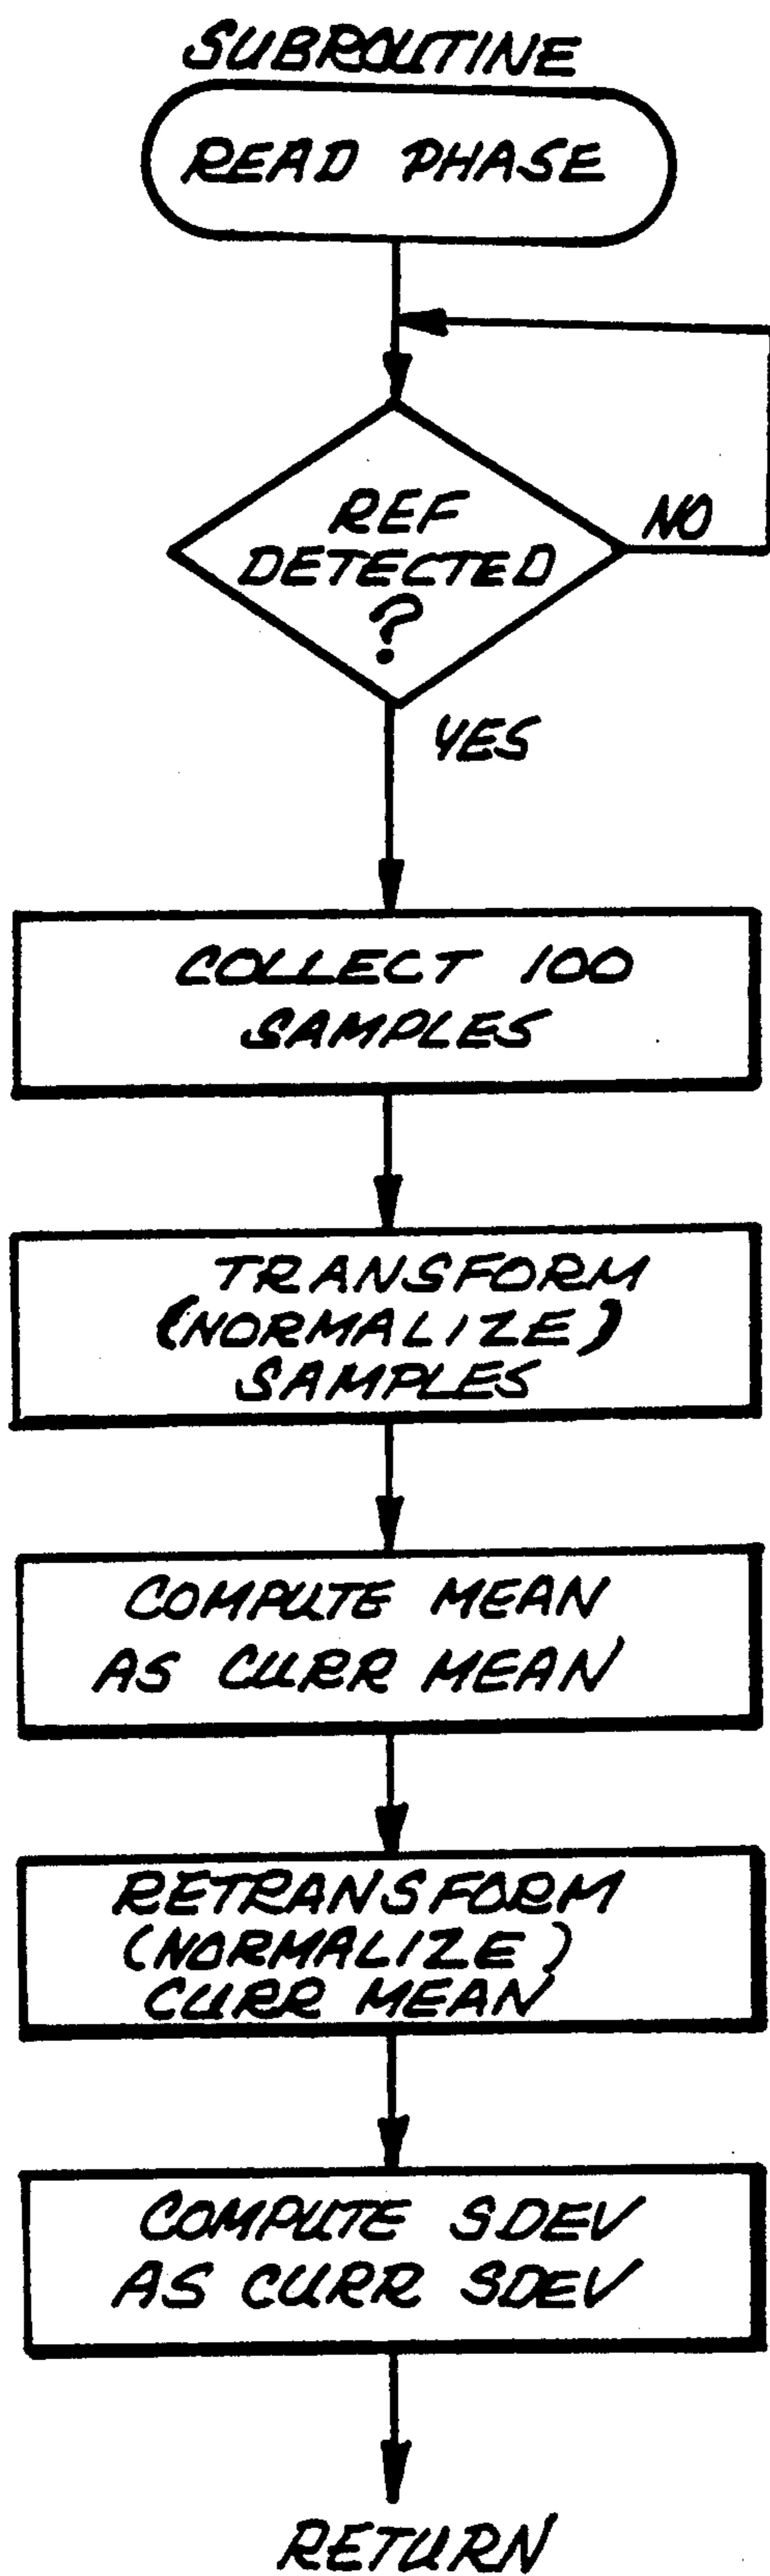 SUBROUTINE
READ PHASE
REF
DETECTED
?
NO
YES
COLLECT 100
SAMPLES
TRANSFORM
(NORMALIZE)
SAMPLES
COMPUTE MEAN
AS CURR MEAN
RETRANSFORM
(NORMALIZE)
CURR MEAN
COMPUTE SDEV
AS CURR SDEV
RETURN